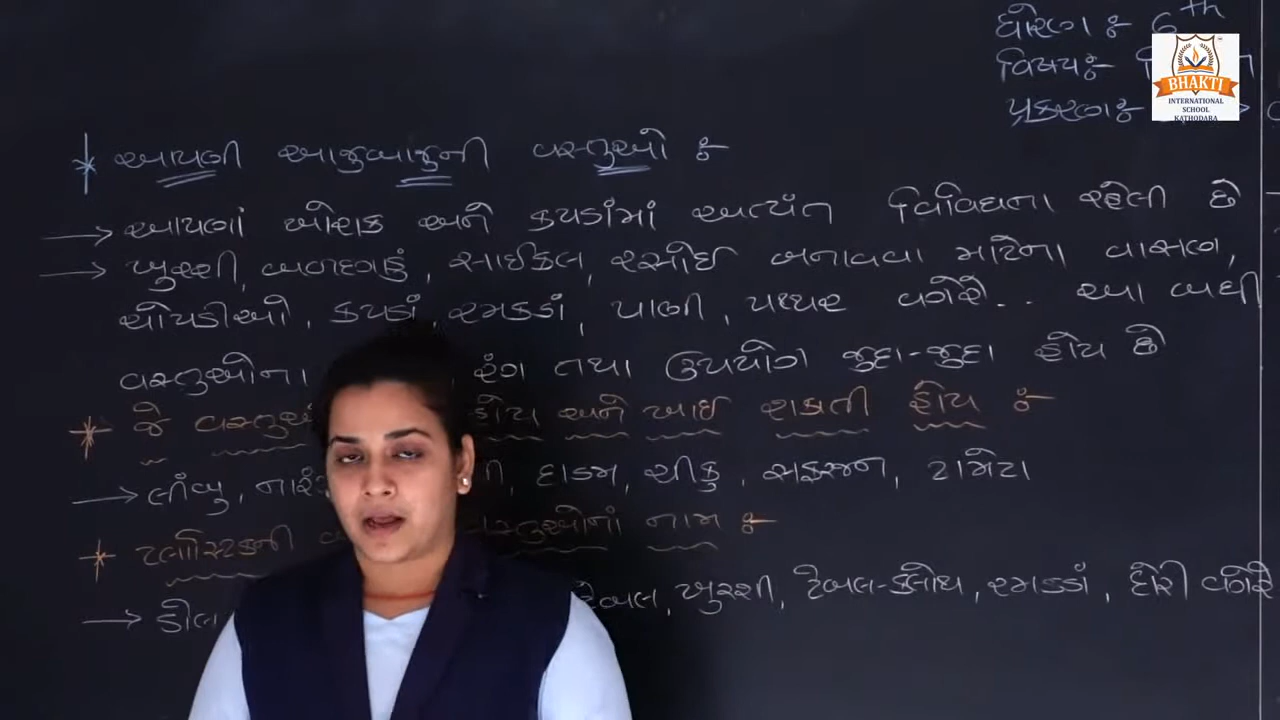 ધોરણ ઃ 6th
વિષય ઃ-
પ્રકરણ ઃ
BHAKTI
INTERNATIONAL
SCHOOL
KATHODARA
* આપણી આજુબાજુની વસ્તુઓ ઃ-
→ આપણાં ખોરાક અને કપડાંમાં અત્યંત વિવિધતા રહેલી છે
→ ખુરશી, બળદગાડું, સાઈકલ, રસોઈ બનાવવા માટેના વાસણ,
ચોપડીઓ, કપડાં, રમકડાં, પાણી, પથ્થર વગેરે... આ બધી
વસ્તુઓના રંગ તથા ઉપયોગ જુદા-જુદા હોય છે
* જે હોય અને ખાઈ શકાતી હોય ઃ-
→ લીંબુ, દાડમ, ચીકુ, સફરજન, ટામેટા
* પ્લાસ્ટિકની વસ્તુઓનાં નામ ઃ-
→ ટેબલ, ખુરશી, ટેબલ-ક્લોથ, રમકડાં, દોરી વગેરે